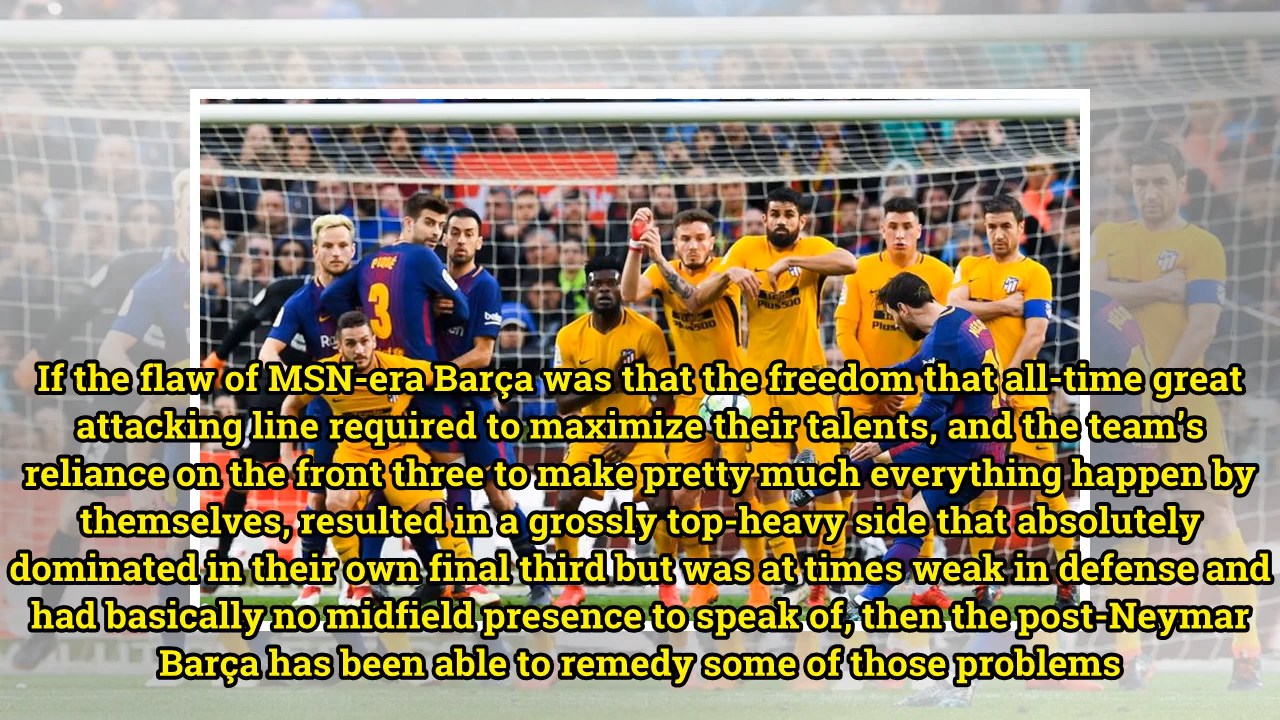 PIQUÉ
3
If the flaw of MSN-era Barça was that the freedom that all-time great
attacking line required to maximize their talents, and the team’s
reliance on the front three to make pretty much everything happen by
themselves, resulted in a grossly top-heavy side that absolutely
dominated in their own final third but was at times weak in defense and
had basically no midfield presence to speak of, then the post-Neymar
Barça has been able to remedy some of those problems